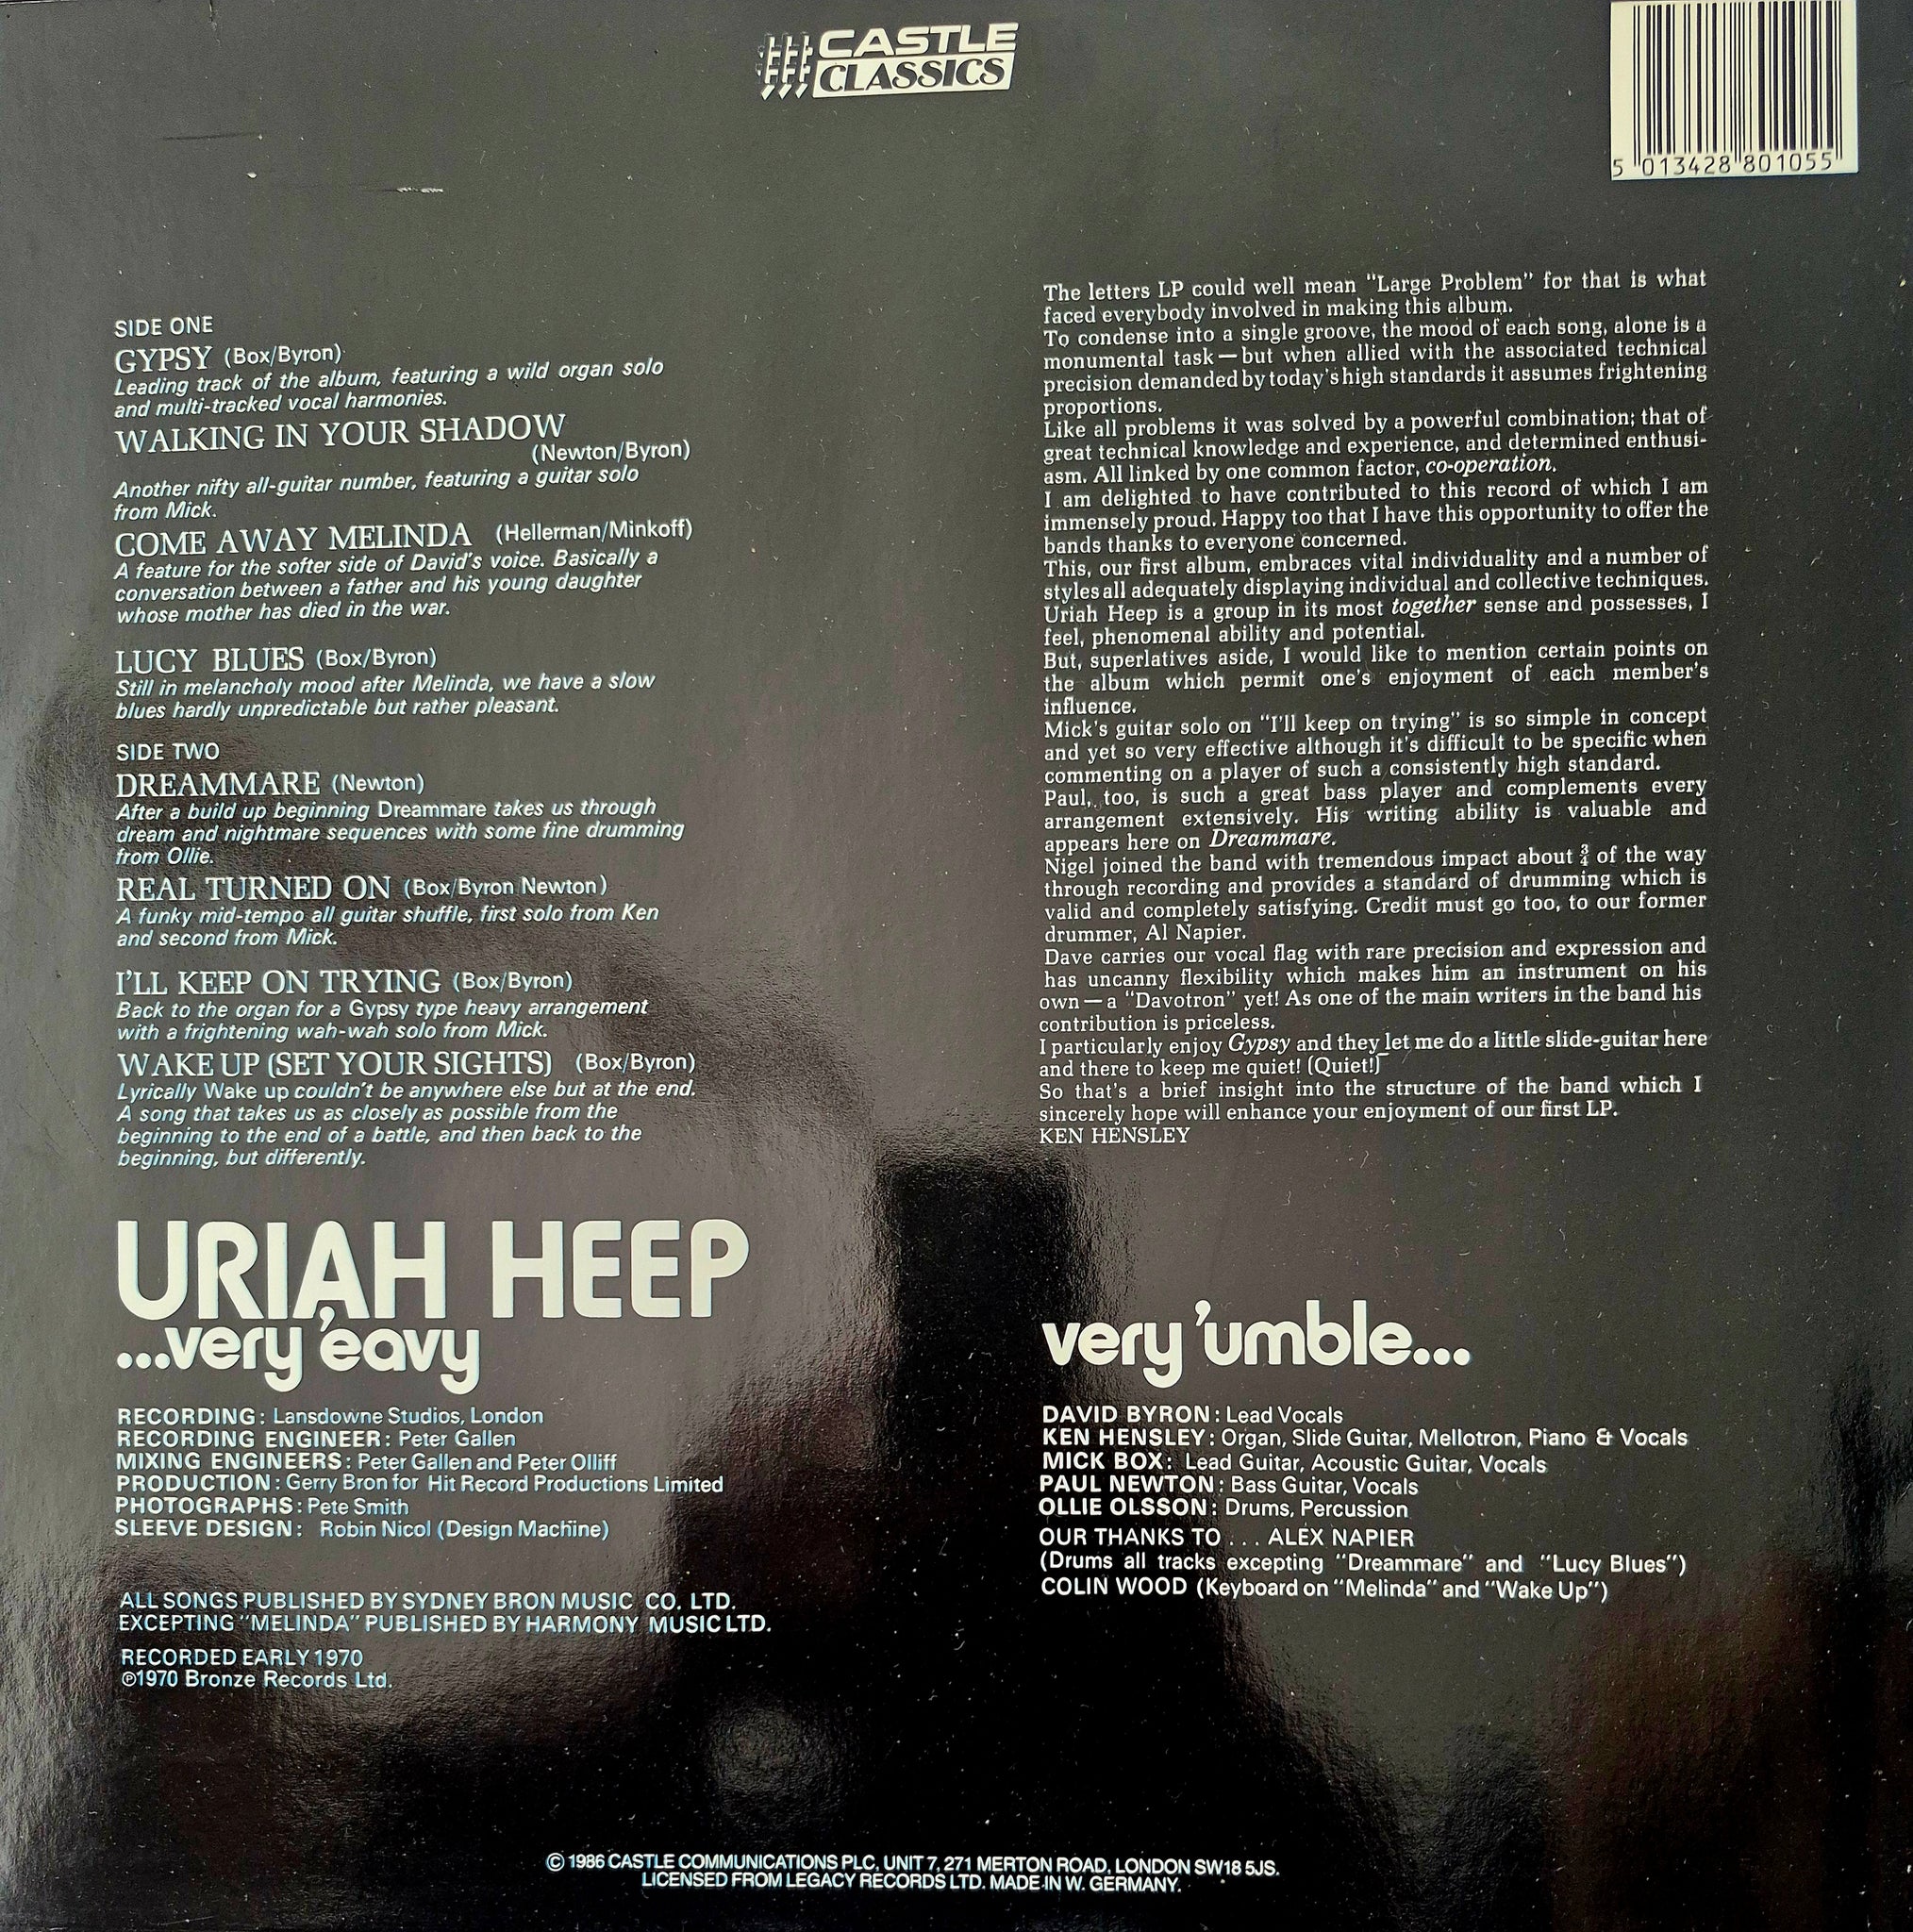 CASTLE
CLASSICS
5 013428 801055
SIDE ONE
GYPSY (Box/Byron)
Leading track of the album, featuring a wild organ solo
and multi-tracked vocal harmonies.
WALKING IN YOUR SHADOW
(Newton/Byron)
Another nifty all-guitar number, featuring a guitar solo
from Mick.
COME AWAY MELINDA (Hellerman/Minkoff)
A feature for the softer side of David's voice. Basically a
conversation between a father and his young daughter
whose mother has died in the war.
LUCY BLUES (Box/Byron)
Still in melancholy mood after Melinda, we have a slow
blues hardly unpredictable but rather pleasant.
SIDE TWO
DREAMMARE (Newton)
After a build up beginning Dreammare takes us through
dream and nightmare sequences with some fine drumming
from Ollie.
REAL TURNED ON (Box/Byron Newton)
A funky mid-tempo all guitar shuffle, first solo from Ken
and second from Mick.
I'LL KEEP ON TRYING (Box/Byron)
Back to the organ for a Gypsy type heavy arrangement
with a frightening wah-wah solo from Mick.
WAKE UP (SET YOUR SIGHTS) (Box/Byron)
Lyrically Wake up couldn't be anywhere else but at the end.
A song that takes us as closely as possible from the
beginning to the end of a battle, and then back to the
beginning, but differently.
The letters LP could well mean "Large Problem" for that is what
faced everybody involved in making this album.
To condense into a single groove, the mood of each song, alone is a
monumental task — but when allied with the associated technical
precision demanded by today's high standards it assumes frightening
proportions.
Like all problems it was solved by a powerful combination; that of
great technical knowledge and experience, and determined enthusi-
asm. All linked by one common factor, co-operation.
I am delighted to have contributed to this record of which I am
immensely proud. Happy too that I have this opportunity to offer the
bands thanks to everyone concerned.
This, our first album, embraces vital individuality and a number of
styles all adequately displaying individual and collective techniques.
Uriah Heep is a group in its most together sense and possesses, I
feel, phenomenal ability and potential.
But, superlatives aside, I would like to mention certain points on
the album which permit one's enjoyment of each member's
influence.
Mick's guitar solo on "I'll keep on trying" is so simple in concept
and yet so very effective although it's difficult to be specific when
commenting on a player of such a consistently high standard.
Paul, too, is such a great bass player and complements every
arrangement extensively. His writing ability is valuable and
appears here on Dreammare.
Nigel joined the band with tremendous impact about ¾ of the way
through recording and provides a standard of drumming which is
valid and completely satisfying. Credit must go too, to our former
drummer, Al Napier.
Dave carries our vocal flag with rare precision and expression and
has uncanny flexibility which makes him an instrument on his
own — a "Davotron" yet! As one of the main writers in the band his
contribution is priceless.
I particularly enjoy Gypsy and they let me do a little slide-guitar here
and there to keep me quiet! (Quiet!)
So that's a brief insight into the structure of the band which I
sincerely hope will enhance your enjoyment of our first LP.
KEN HENSLEY
URIAH HEEP
...very 'eavy
very 'umble...
RECORDING: Lansdowne Studios, London
RECORDING ENGINEER: Peter Gallen
MIXING ENGINEERS: Peter Gallen and Peter Olliff
PRODUCTION: Gerry Bron for Hit Record Productions Limited
PHOTOGRAPHS: Pete Smith
SLEEVE DESIGN: Robin Nicol (Design Machine)
ALL SONGS PUBLISHED BY SYDNEY BRON MUSIC CO. LTD.
EXCEPTING "MELINDA" PUBLISHED BY HARMONY MUSIC LTD.
RECORDED EARLY 1970
℗1970 Bronze Records Ltd.
DAVID BYRON: Lead Vocals
KEN HENSLEY: Organ, Slide Guitar, Mellotron, Piano & Vocals
MICK BOX: Lead Guitar, Acoustic Guitar, Vocals
PAUL NEWTON: Bass Guitar, Vocals
OLLIE OLSSON: Drums, Percussion
OUR THANKS TO . . . ALEX NAPIER
(Drums all tracks excepting "Dreammare" and "Lucy Blues")
COLIN WOOD (Keyboard on "Melinda" and "Wake Up")
© 1986 CASTLE COMMUNICATIONS PLC, UNIT 7, 271 MERTON ROAD, LONDON SW18 5JS.
LICENSED FROM LEGACY RECORDS LTD. MADE IN W. GERMANY.